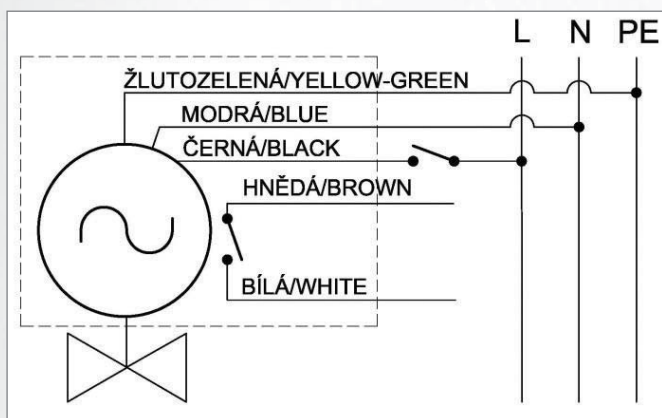 L N PE
ŽLUTOZELENÁ/YELLOW-GREEN
MODRÁ/BLUE
ČERNÁ/BLACK
HNĚDÁ/BROWN
BÍLÁ/WHITE